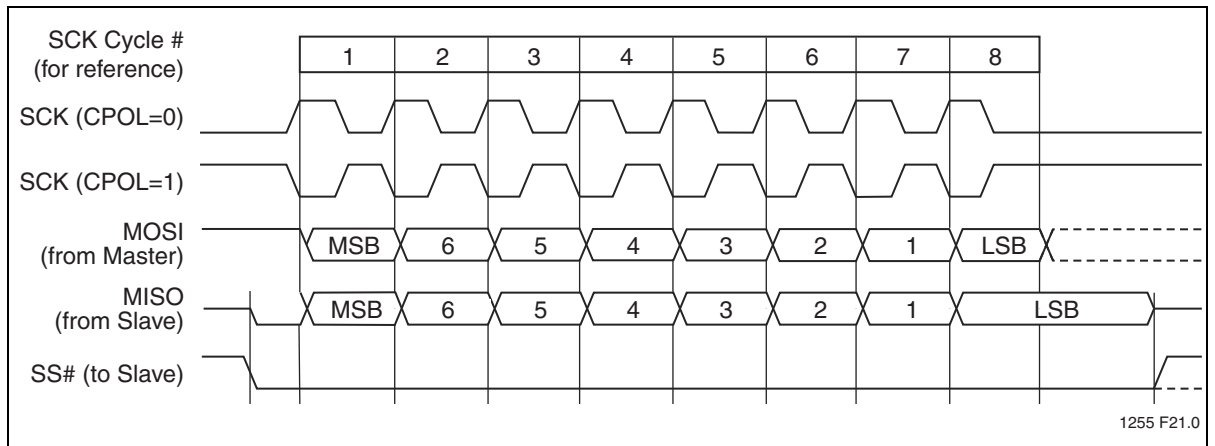 SCK Cycle #
(for reference)
1 2 3 4 5 6 7 8
SCK (CPOL=0)
SCK (CPOL=1)
MOSI
(from Master)
MSB 6 5 4 3 2 1 LSB
MISO
(from Slave)
MSB 6 5 4 3 2 1 LSB
SS# (to Slave)
1255 F21.0